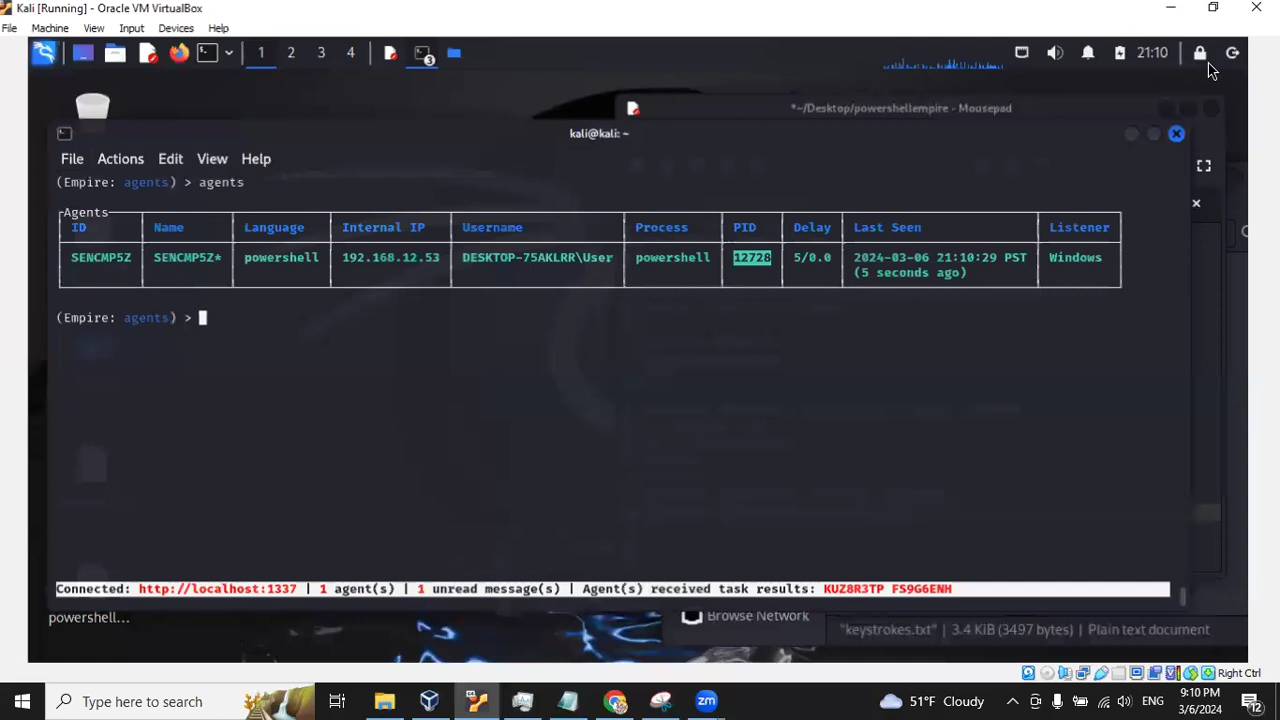 Kali [Running] - Oracle VM VirtualBox
File Machine View Input Devices Help
1 2 3 4 3 21:10
*~/Desktop/powershellempire - Mousepad
kali@kali: ~
File Actions Edit View Help
(Empire: agents) > agents
Agents
ID Name Language Internal IP Username Process PID Delay Last Seen Listener
SENCMP5Z SENCMP5Z* powershell 192.168.12.53 DESKTOP-75AKLRR\User powershell 12728 5/0.0 2024-03-06 21:10:29 PST Windows
(5 seconds ago)
(Empire: agents) >
Connected: http://localhost:1337 | 1 agent(s) | 1 unread message(s) | Agent(s) received task results: KUZ8R3TP FS9G6ENH
powershell... Browse Network "keystrokes.txt" | 3.4 KiB (3497 bytes) | Plain text document
Right Ctrl
Type here to search 51°F Cloudy ENG 9:10 PM
3/6/2024 12